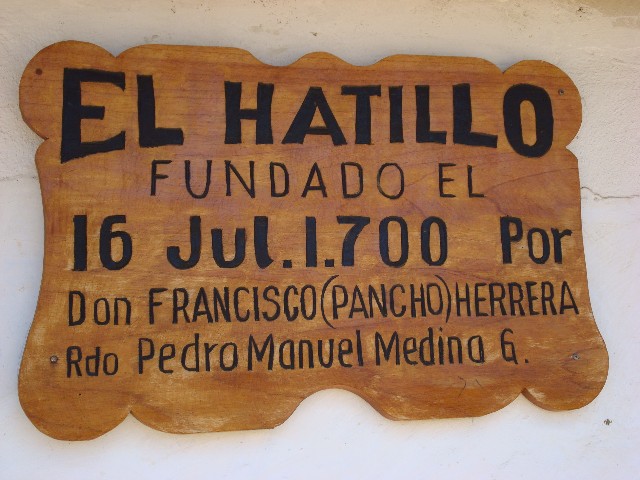 EL HATILLO
FUNDADO EL
16 Jul. 1.700 Por
Don FRANCISCO (PANCHO) HERRERA
Rdo Pedro Manuel Medina G.